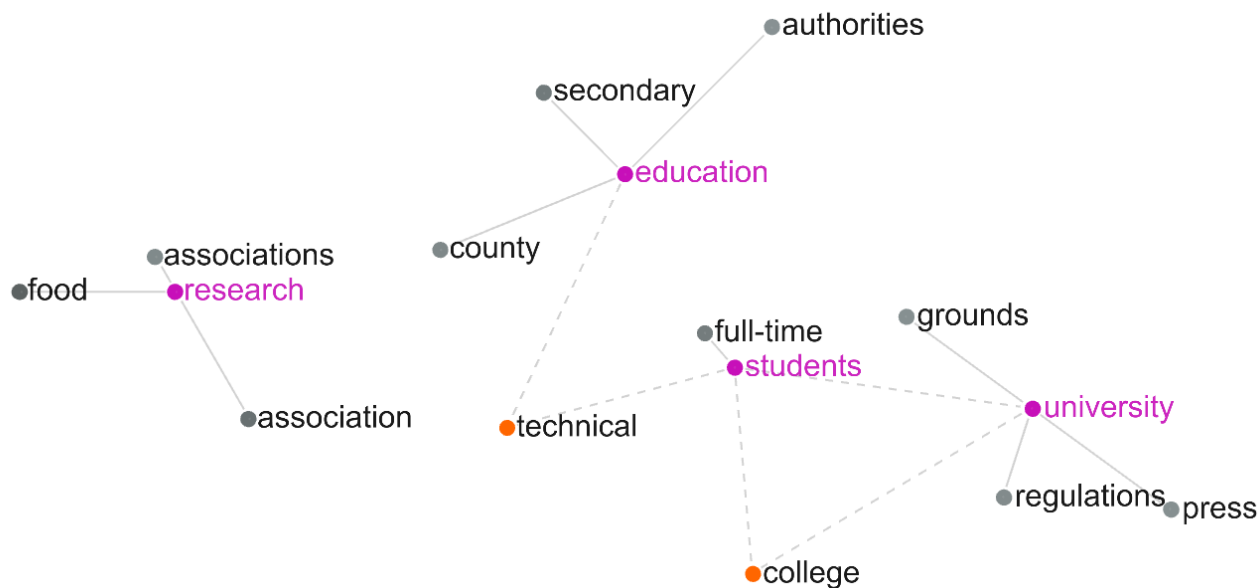 authorities
secondary
education
county
associations
food
research
grounds
full-time
students
university
association
technical
regulations
press
college